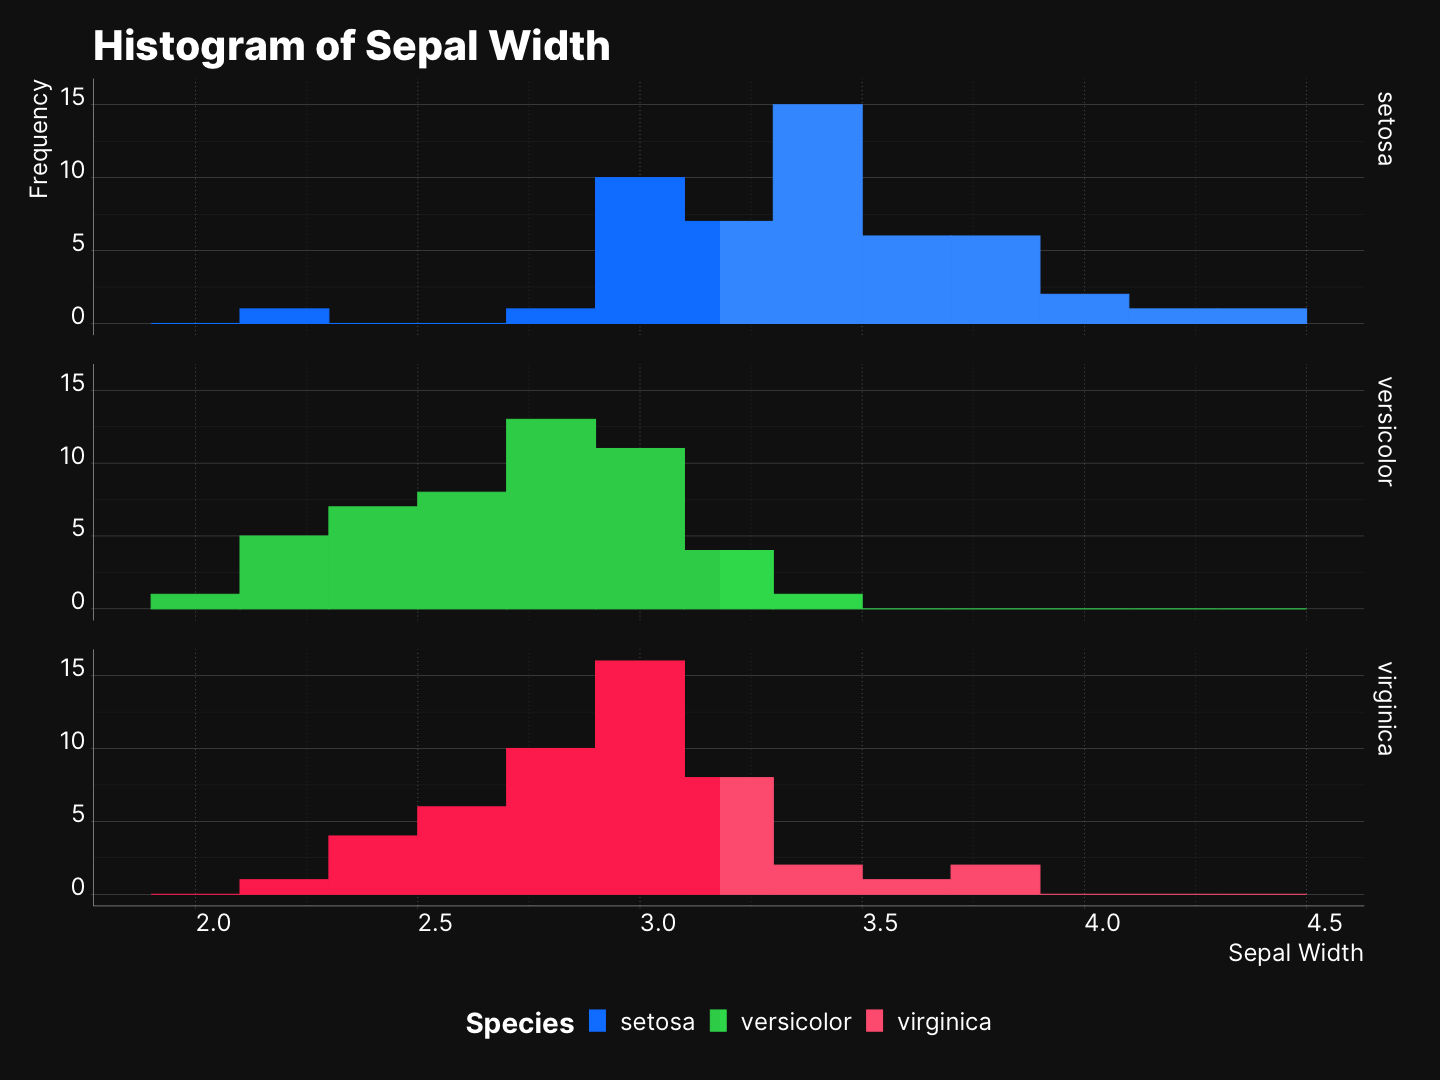 Histogram of Sepal Width
Frequency
15
10
5
0
setosa
15
10
5
0
versicolor
15
10
5
0
virginica
2.0 2.5 3.0 3.5 4.0 4.5
Sepal Width
Species setosa versicolor virginica